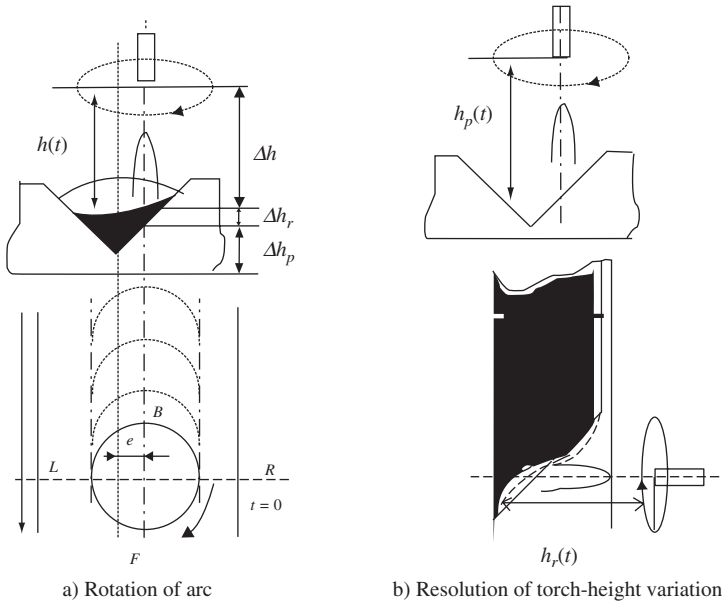 h(t)
Δh
Δh_r
Δh_p
B
e
L
R
t = 0
F
a) Rotation of arc
h_p(t)
h_r(t)
b) Resolution of torch-height variation